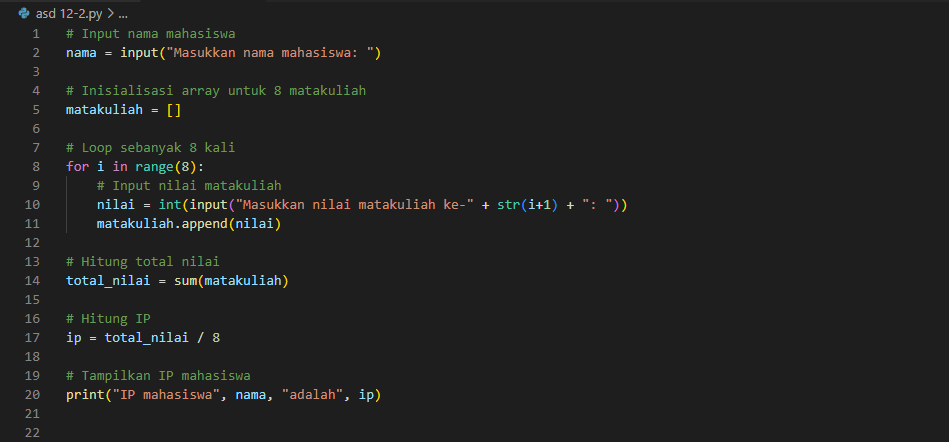 asd 12-2.py > ...
1 # Input nama mahasiswa
2 nama = input("Masukkan nama mahasiswa: ")
3
4 # Inisialisasi array untuk 8 matakuliah
5 matakuliah = []
6
7 # Loop sebanyak 8 kali
8 for i in range(8):
9     # Input nilai matakuliah
10     nilai = int(input("Masukkan nilai matakuliah ke-" + str(i+1) + ": "))
11     matakuliah.append(nilai)
12
13 # Hitung total nilai
14 total_nilai = sum(matakuliah)
15
16 # Hitung IP
17 ip = total_nilai / 8
18
19 # Tampilkan IP mahasiswa
20 print("IP mahasiswa", nama, "adalah", ip)
21
22